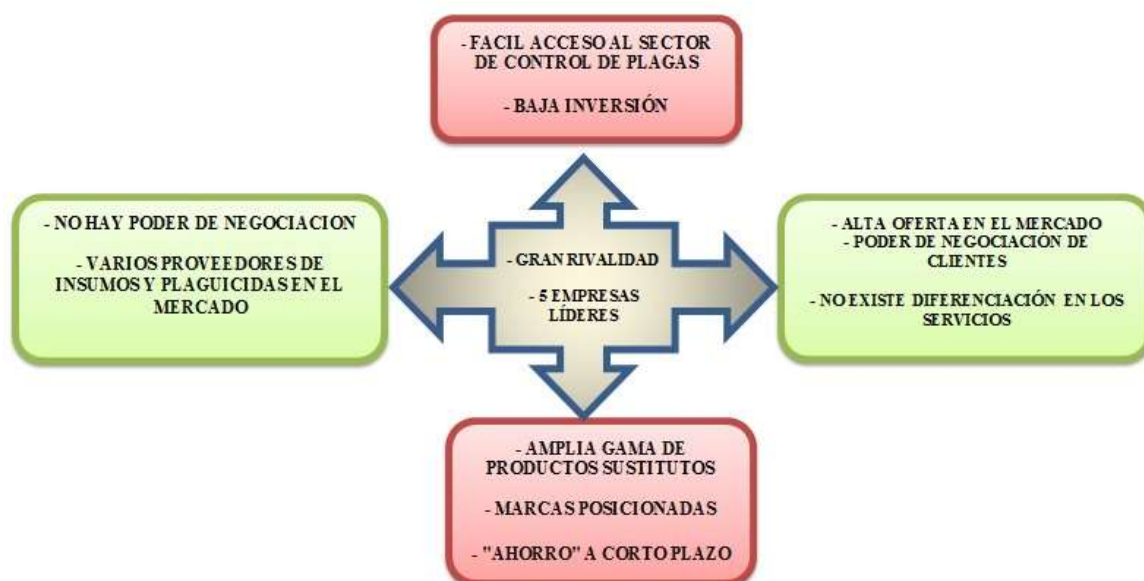 - FACIL ACCESO AL SECTOR
DE CONTROL DE PLAGAS
- BAJA INVERSIÓN
- NO HAY PODER DE NEGOCIACION
- VARIOS PROVEEDORES DE
INSUMOS Y PLAGUICIDAS EN EL
MERCADO
- GRAN RIVALIDAD
- 5 EMPRESAS
LÍDERES
- ALTA OFERTA EN EL MERCADO
- PODER DE NEGOCIACIÓN DE
CLIENTES
- NO EXISTE DIFERENCIACIÓN EN LOS
SERVICIOS
- AMPLIA GAMA DE
PRODUCTOS SUSTITUTOS
- MARCAS POSICIONADAS
- "AHORRO" A CORTO PLAZO